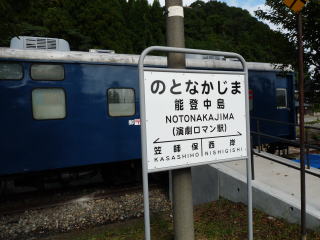 のとなかじま
能登中島
NOTONAKAJIMA
(演劇ロマン駅)
笠師保 西岸
KASASHIHO NISHIGISHI